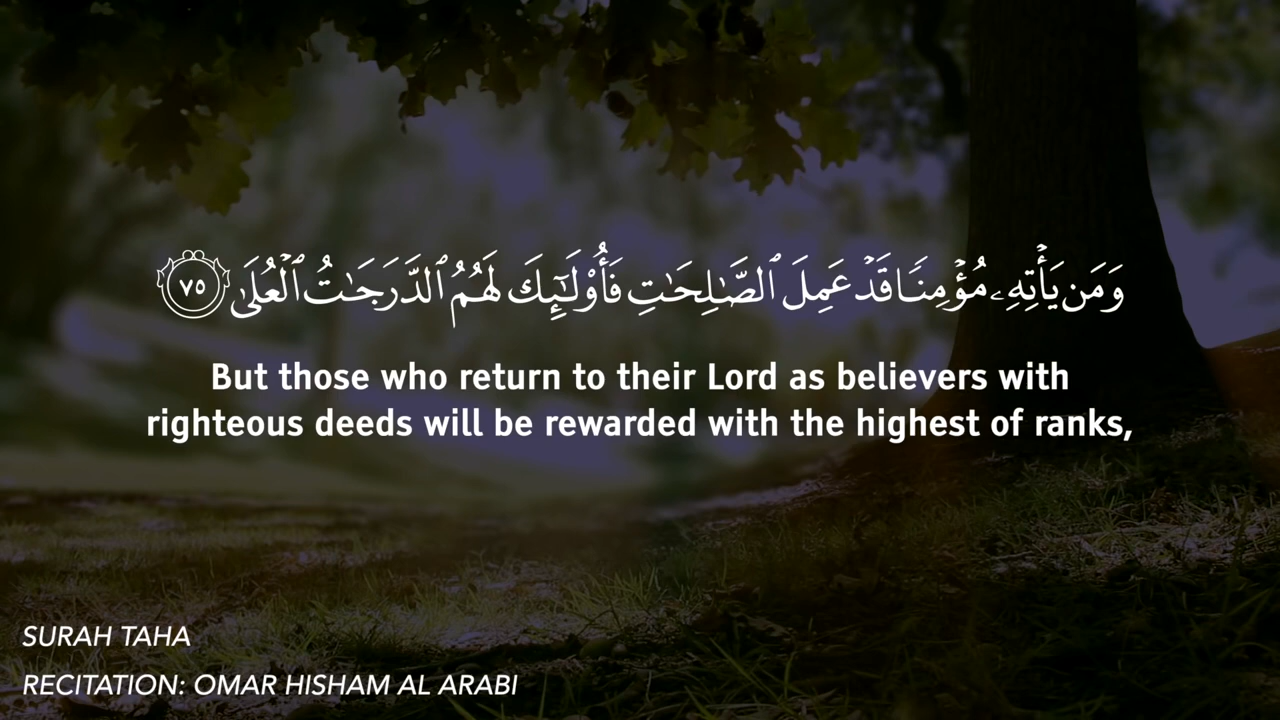 وَمَن يَأْتِهِۦ مُؤْمِنًا قَدْ عَمِلَ ٱلصَّـٰلِحَـٰتِ فَأُو۟لَـٰٓئِكَ لَهُمُ ٱلدَّرَجَـٰتُ ٱلْعُلَىٰ ٧٥
But those who return to their Lord as believers with
righteous deeds will be rewarded with the highest of ranks,
SURAH TAHA
RECITATION: OMAR HISHAM AL ARABI